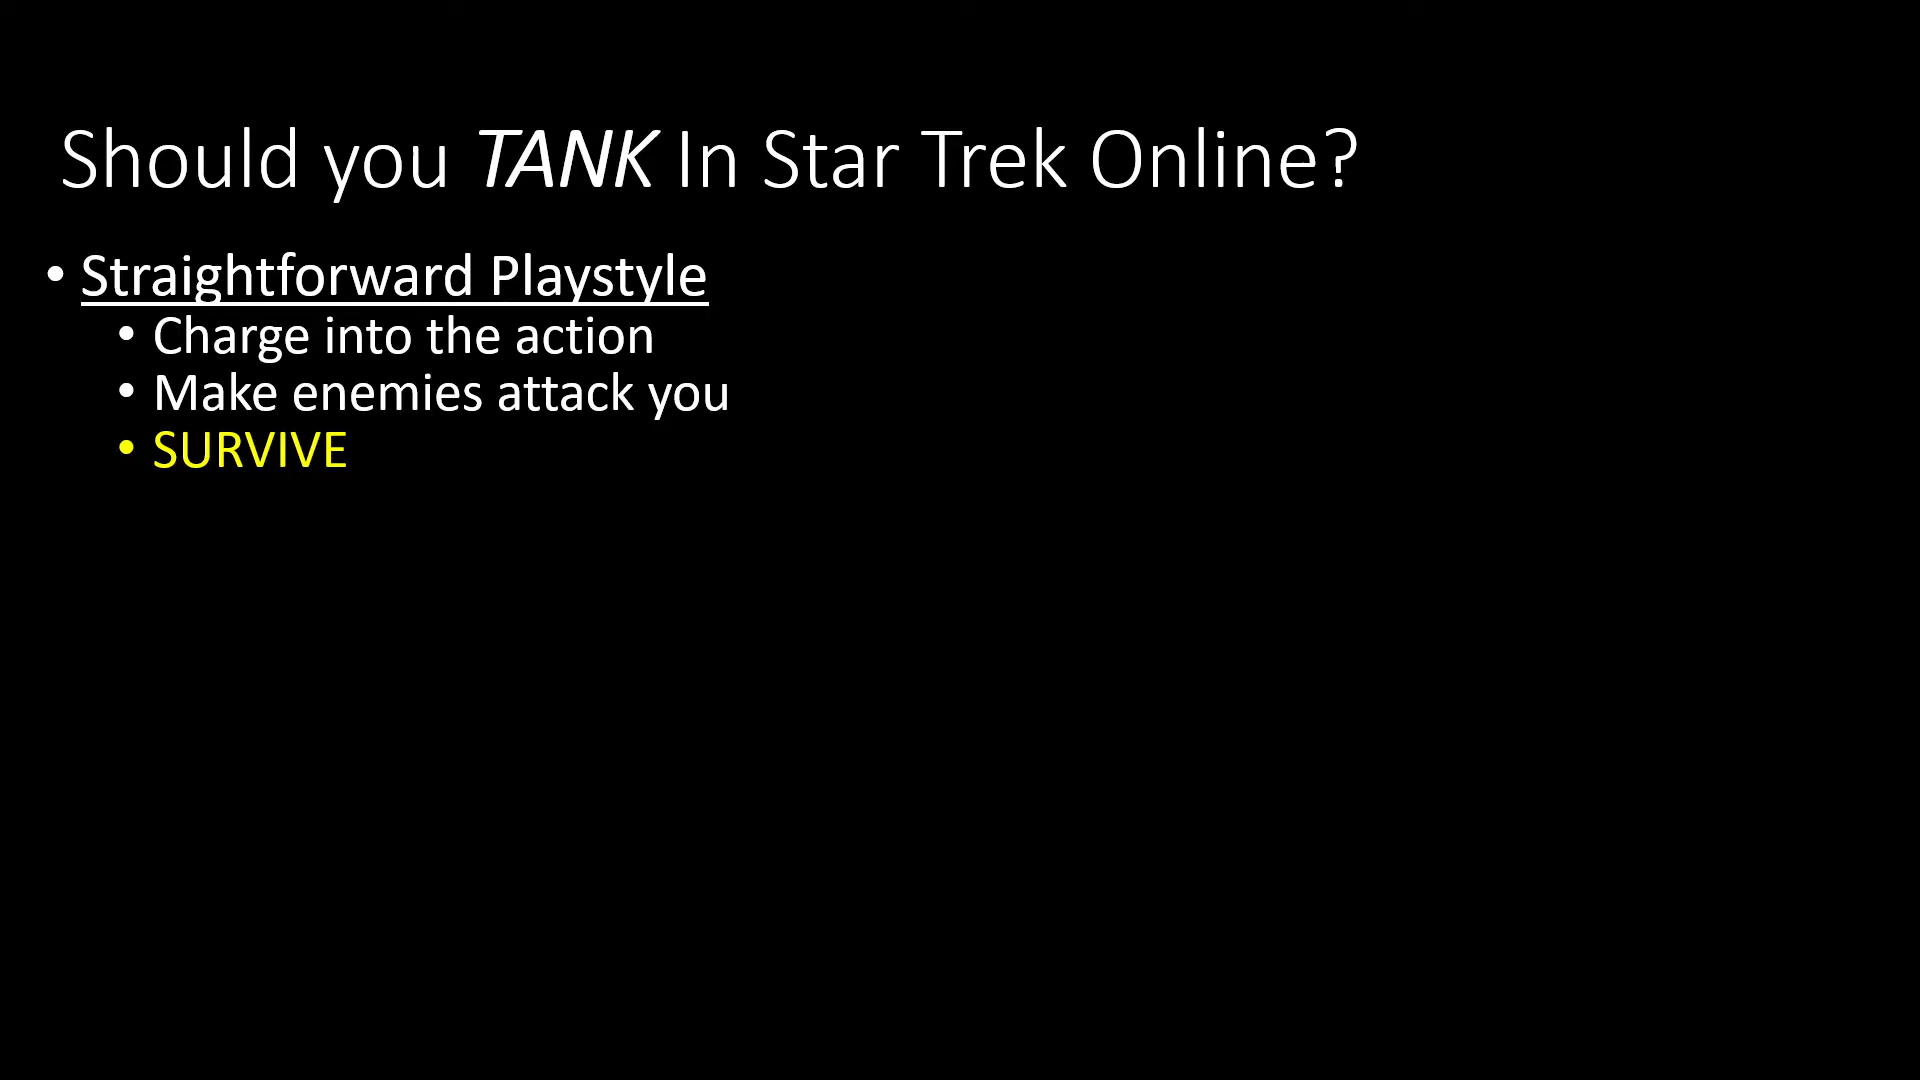 Should you TANK In Star Trek Online?
• Straightforward Playstyle
• Charge into the action
• Make enemies attack you
• SURVIVE